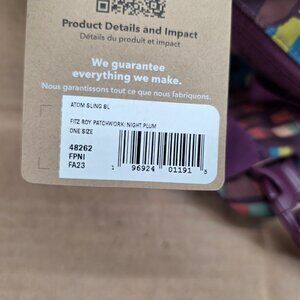 Product Details and Impact
Détails du produit et impact
We guarantee
everything we make.
Nous garantissons tout ce que nous fabriquons.
ATOM SLING 8L
FITZ ROY PATCHWORK: NIGHT PLUM
ONE SIZE
48262
FPNI
FA23
1 96924 01191 5